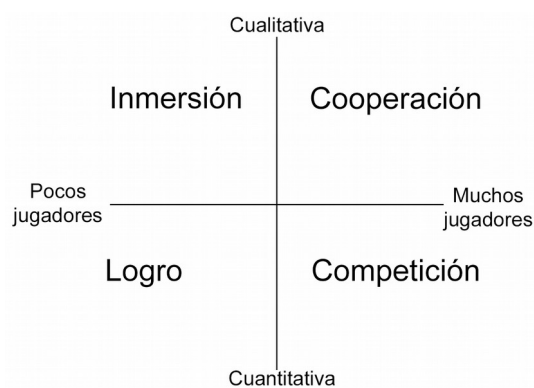 Cualitativa
Inmersión
Cooperación
Pocos
jugadores
Muchos
jugadores
Logro
Competición
Cuantitativa